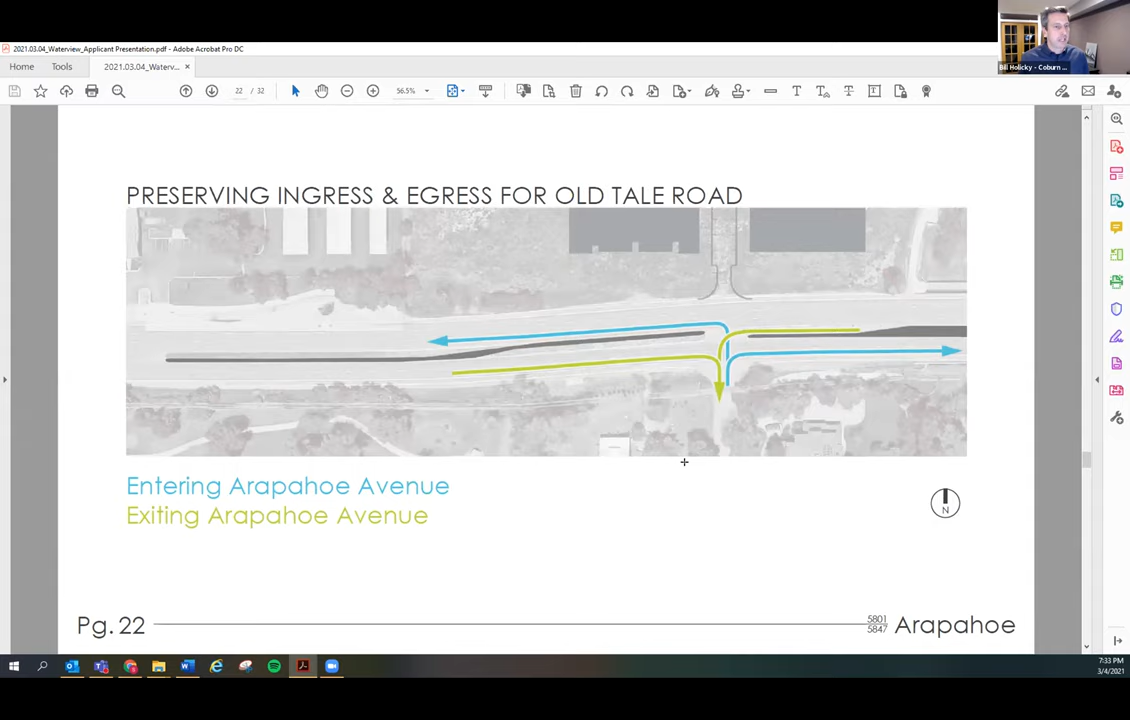 Bill Holicky - Coburn ...
2021.03.04_Waterview_Applicant Presentation.pdf - Adobe Acrobat Pro DC
Home Tools 2021.03.04_Waterv... ×
22 / 32 56.5%
PRESERVING INGRESS & EGRESS FOR OLD TALE ROAD
Entering Arapahoe Avenue
Exiting Arapahoe Avenue
N
Pg. 22
5801
5847 Arapahoe
7:33 PM
3/4/2021